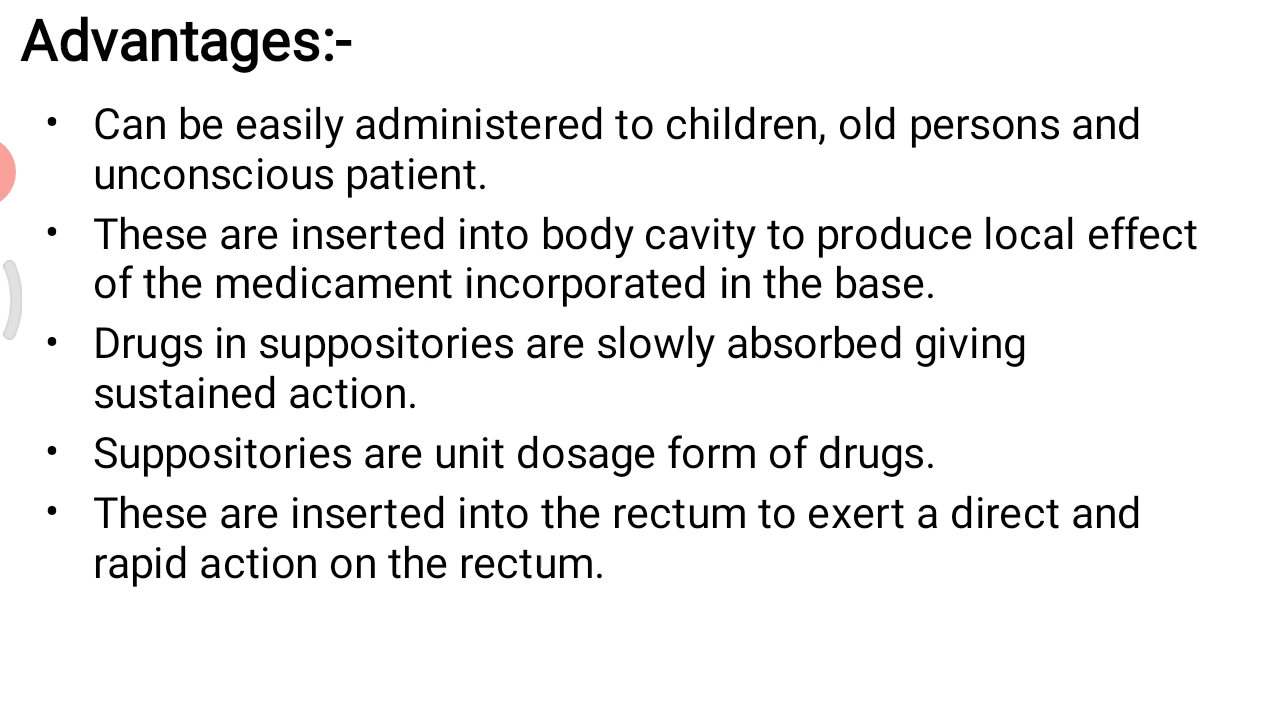 Advantages:-
• Can be easily administered to children, old persons and
unconscious patient.
• These are inserted into body cavity to produce local effect
of the medicament incorporated in the base.
• Drugs in suppositories are slowly absorbed giving
sustained action.
• Suppositories are unit dosage form of drugs.
• These are inserted into the rectum to exert a direct and
rapid action on the rectum.